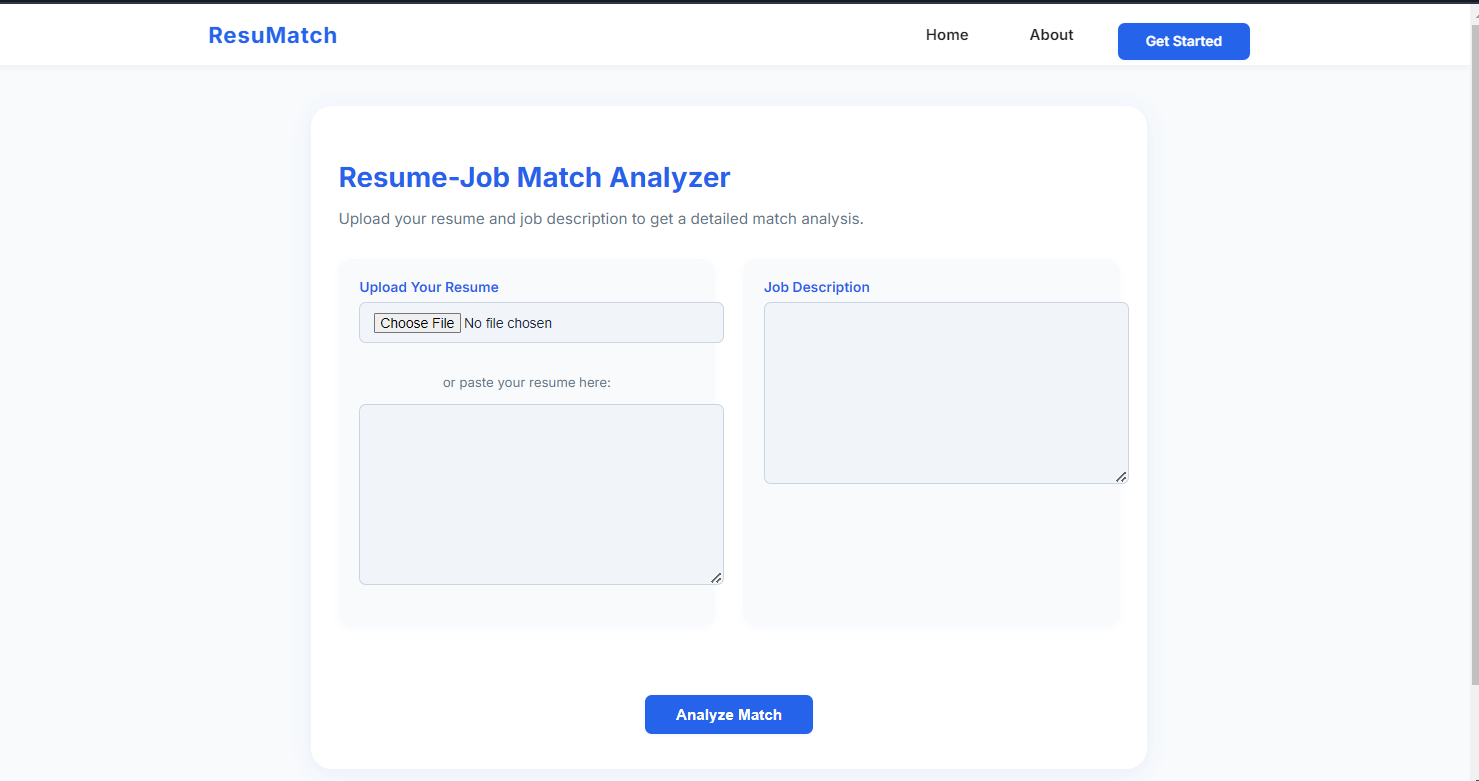 ResuMatch
Home
About
Get Started
Resume-Job Match Analyzer
Upload your resume and job description to get a detailed match analysis.
Upload Your Resume
Choose File No file chosen
or paste your resume here:
Job Description
Analyze Match